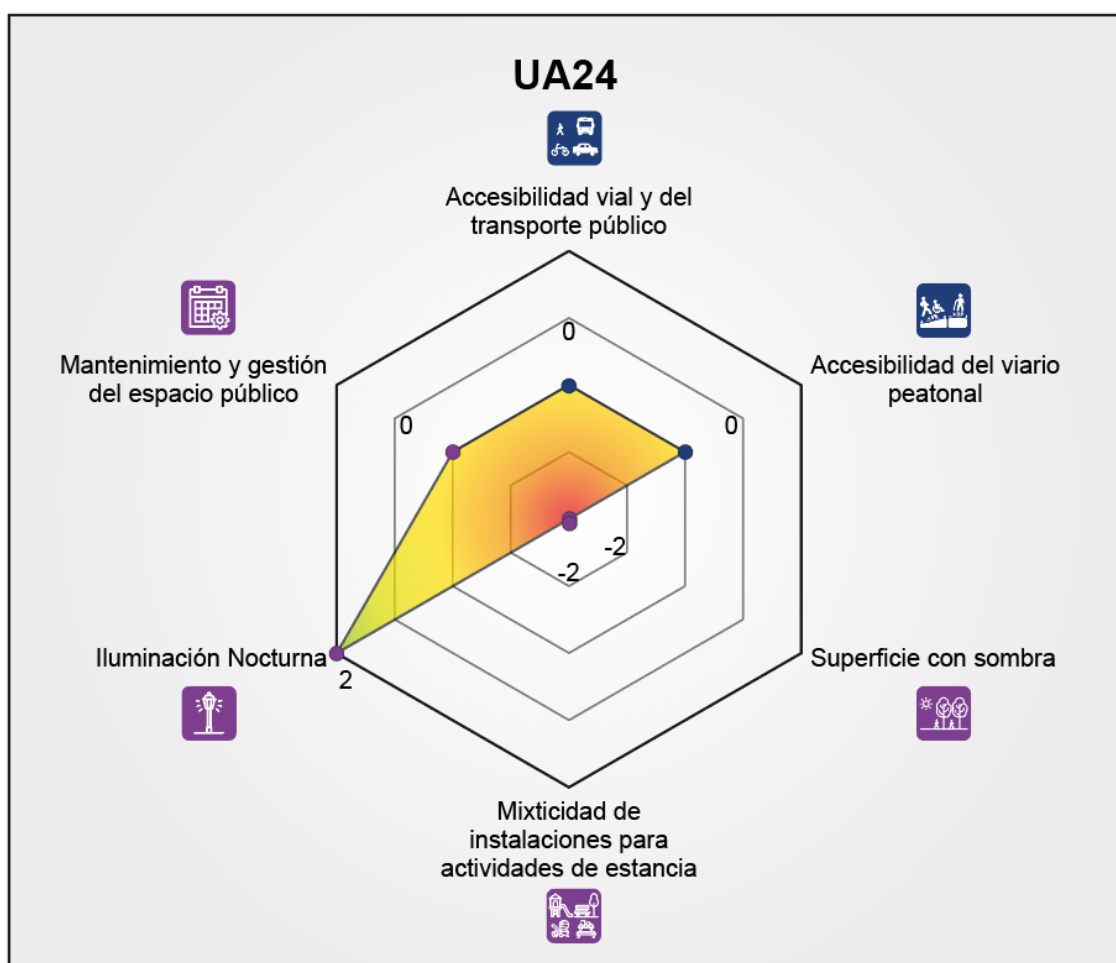 UA24
Accesibilidad vial y del
transporte público
Mantenimiento y gestión
del espacio público
Accesibilidad del viario
peatonal
0
0
0
-2
-2
Iluminación Nocturna
2
Superficie con sombra
Mixticidad de
instalaciones para
actividades de estancia